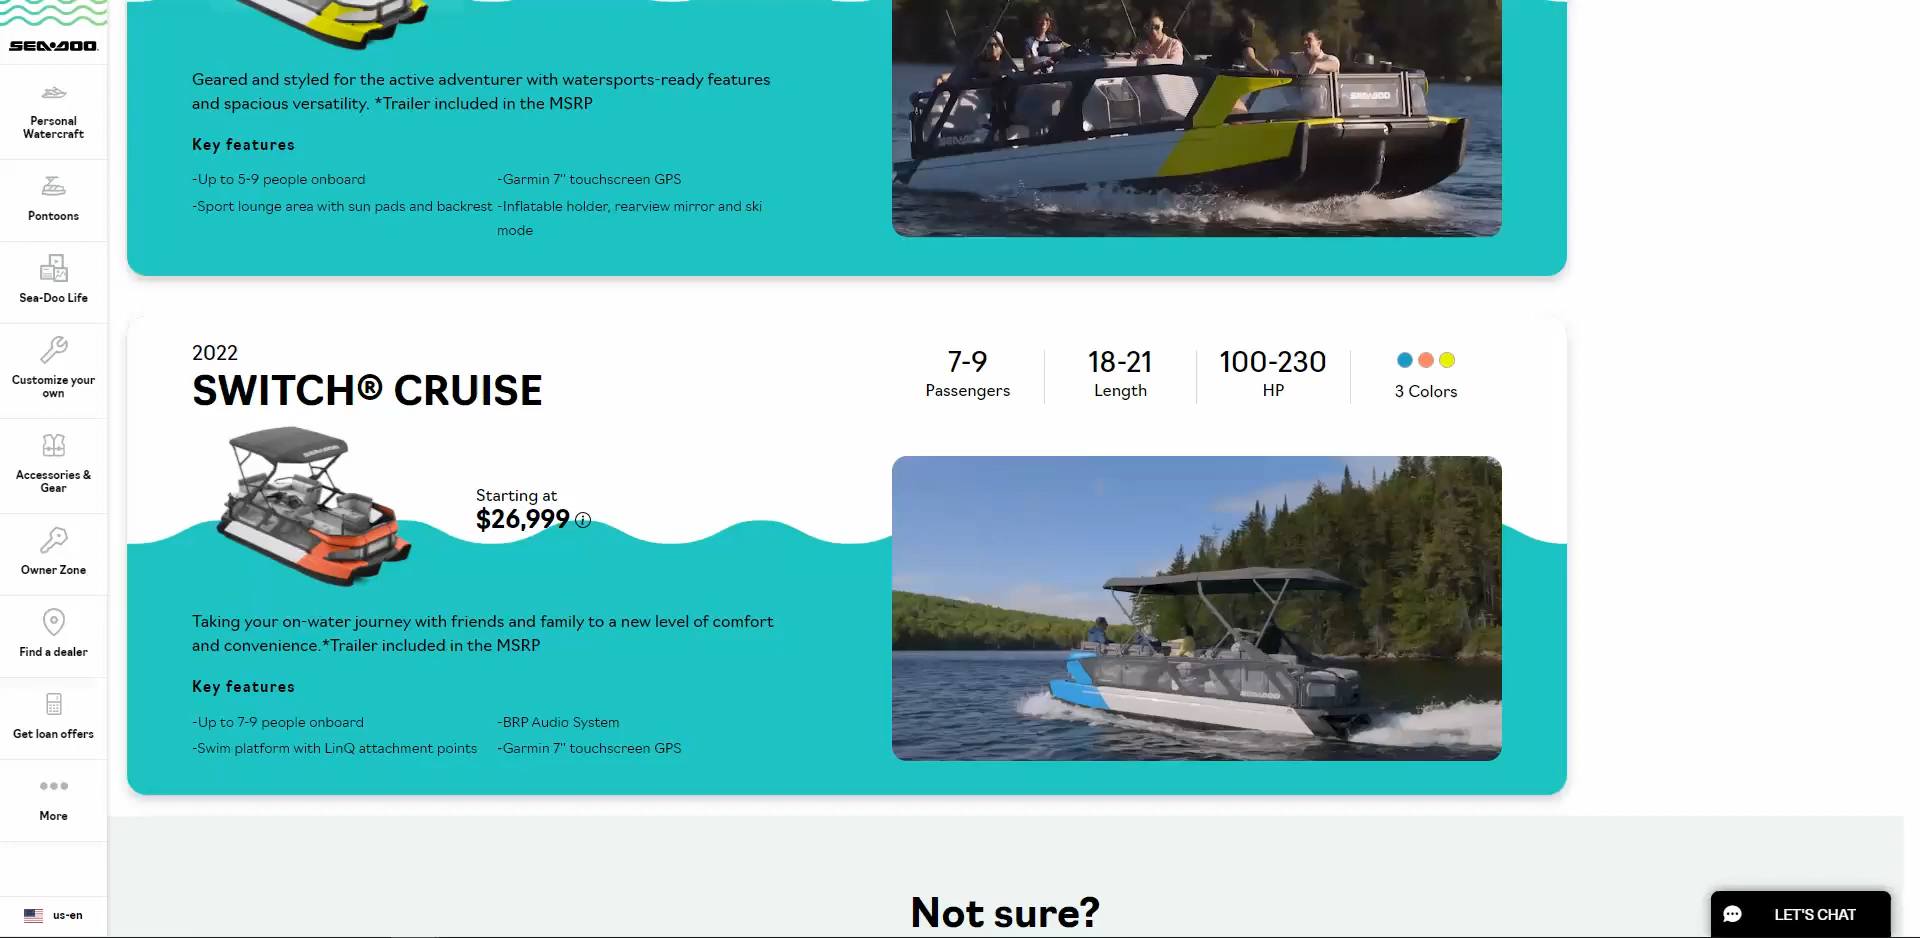 SEA-DOO
Personal
Watercraft
Pontoons
Sea-Doo Life
Customize your
own
Accessories &
Gear
Owner Zone
Find a dealer
Get loan offers
More
us-en
Geared and styled for the active adventurer with watersports-ready features
and spacious versatility. *Trailer included in the MSRP
Key features
-Up to 5-9 people onboard
-Garmin 7" touchscreen GPS
-Sport lounge area with sun pads and backrest
-Inflatable holder, rearview mirror and ski
mode
SEA-DOO
SEA-DOO
2022
SWITCH® CRUISE
7-9
Passengers
18-21
Length
100-230
HP
3 Colors
Starting at
$26,999
Taking your on-water journey with friends and family to a new level of comfort
and convenience.*Trailer included in the MSRP
Key features
-Up to 7-9 people onboard
-BRP Audio System
-Swim platform with LinQ attachment points
-Garmin 7" touchscreen GPS
SEA-DOO
Not sure?
LET'S CHAT